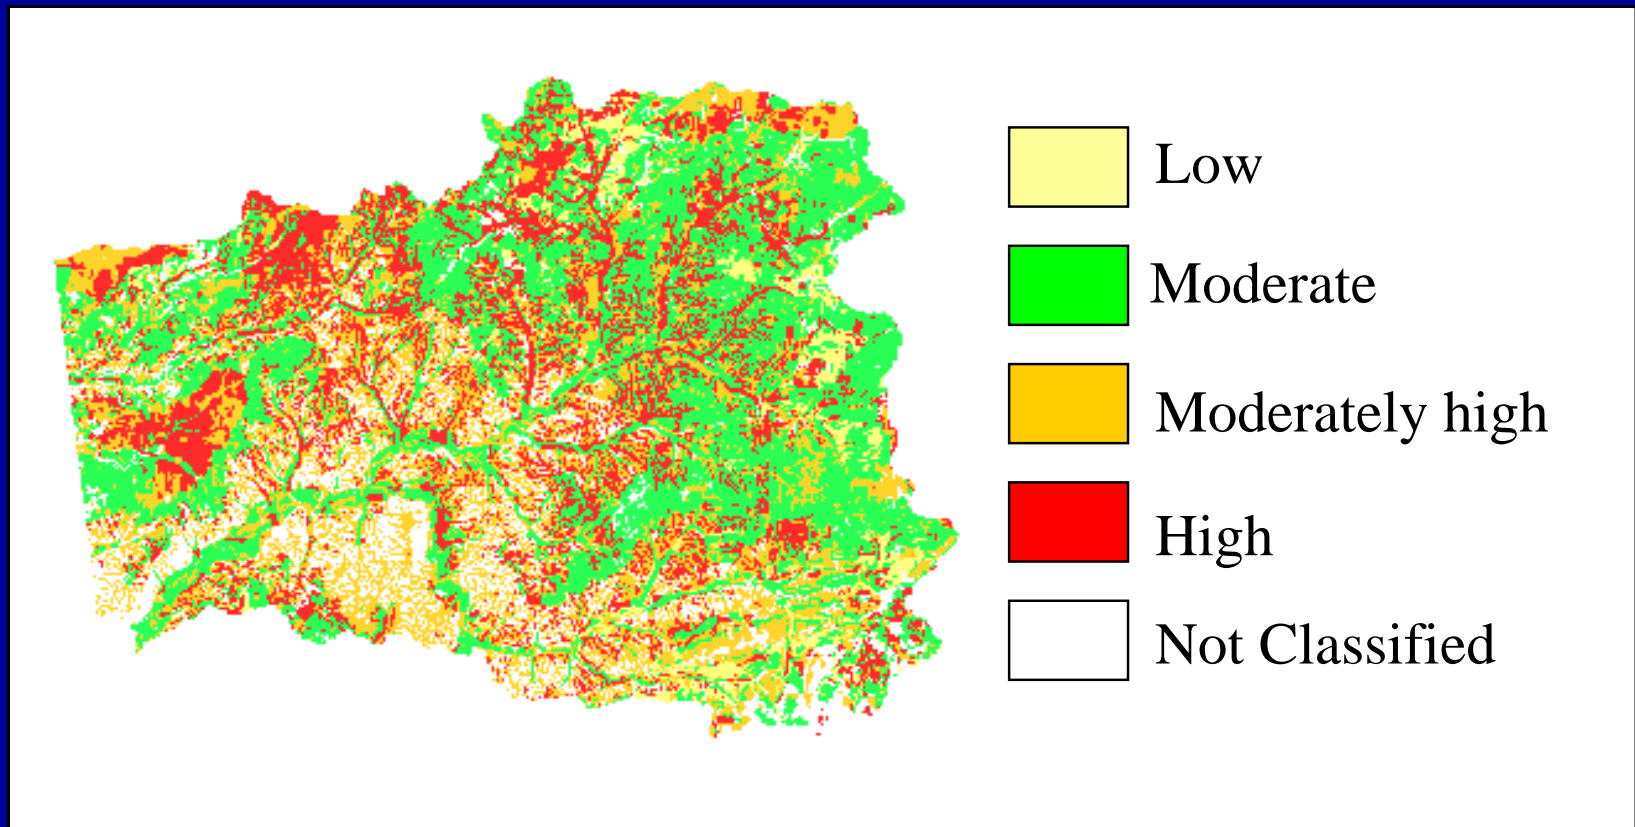 Low
Moderate
Moderately high
High
Not Classified